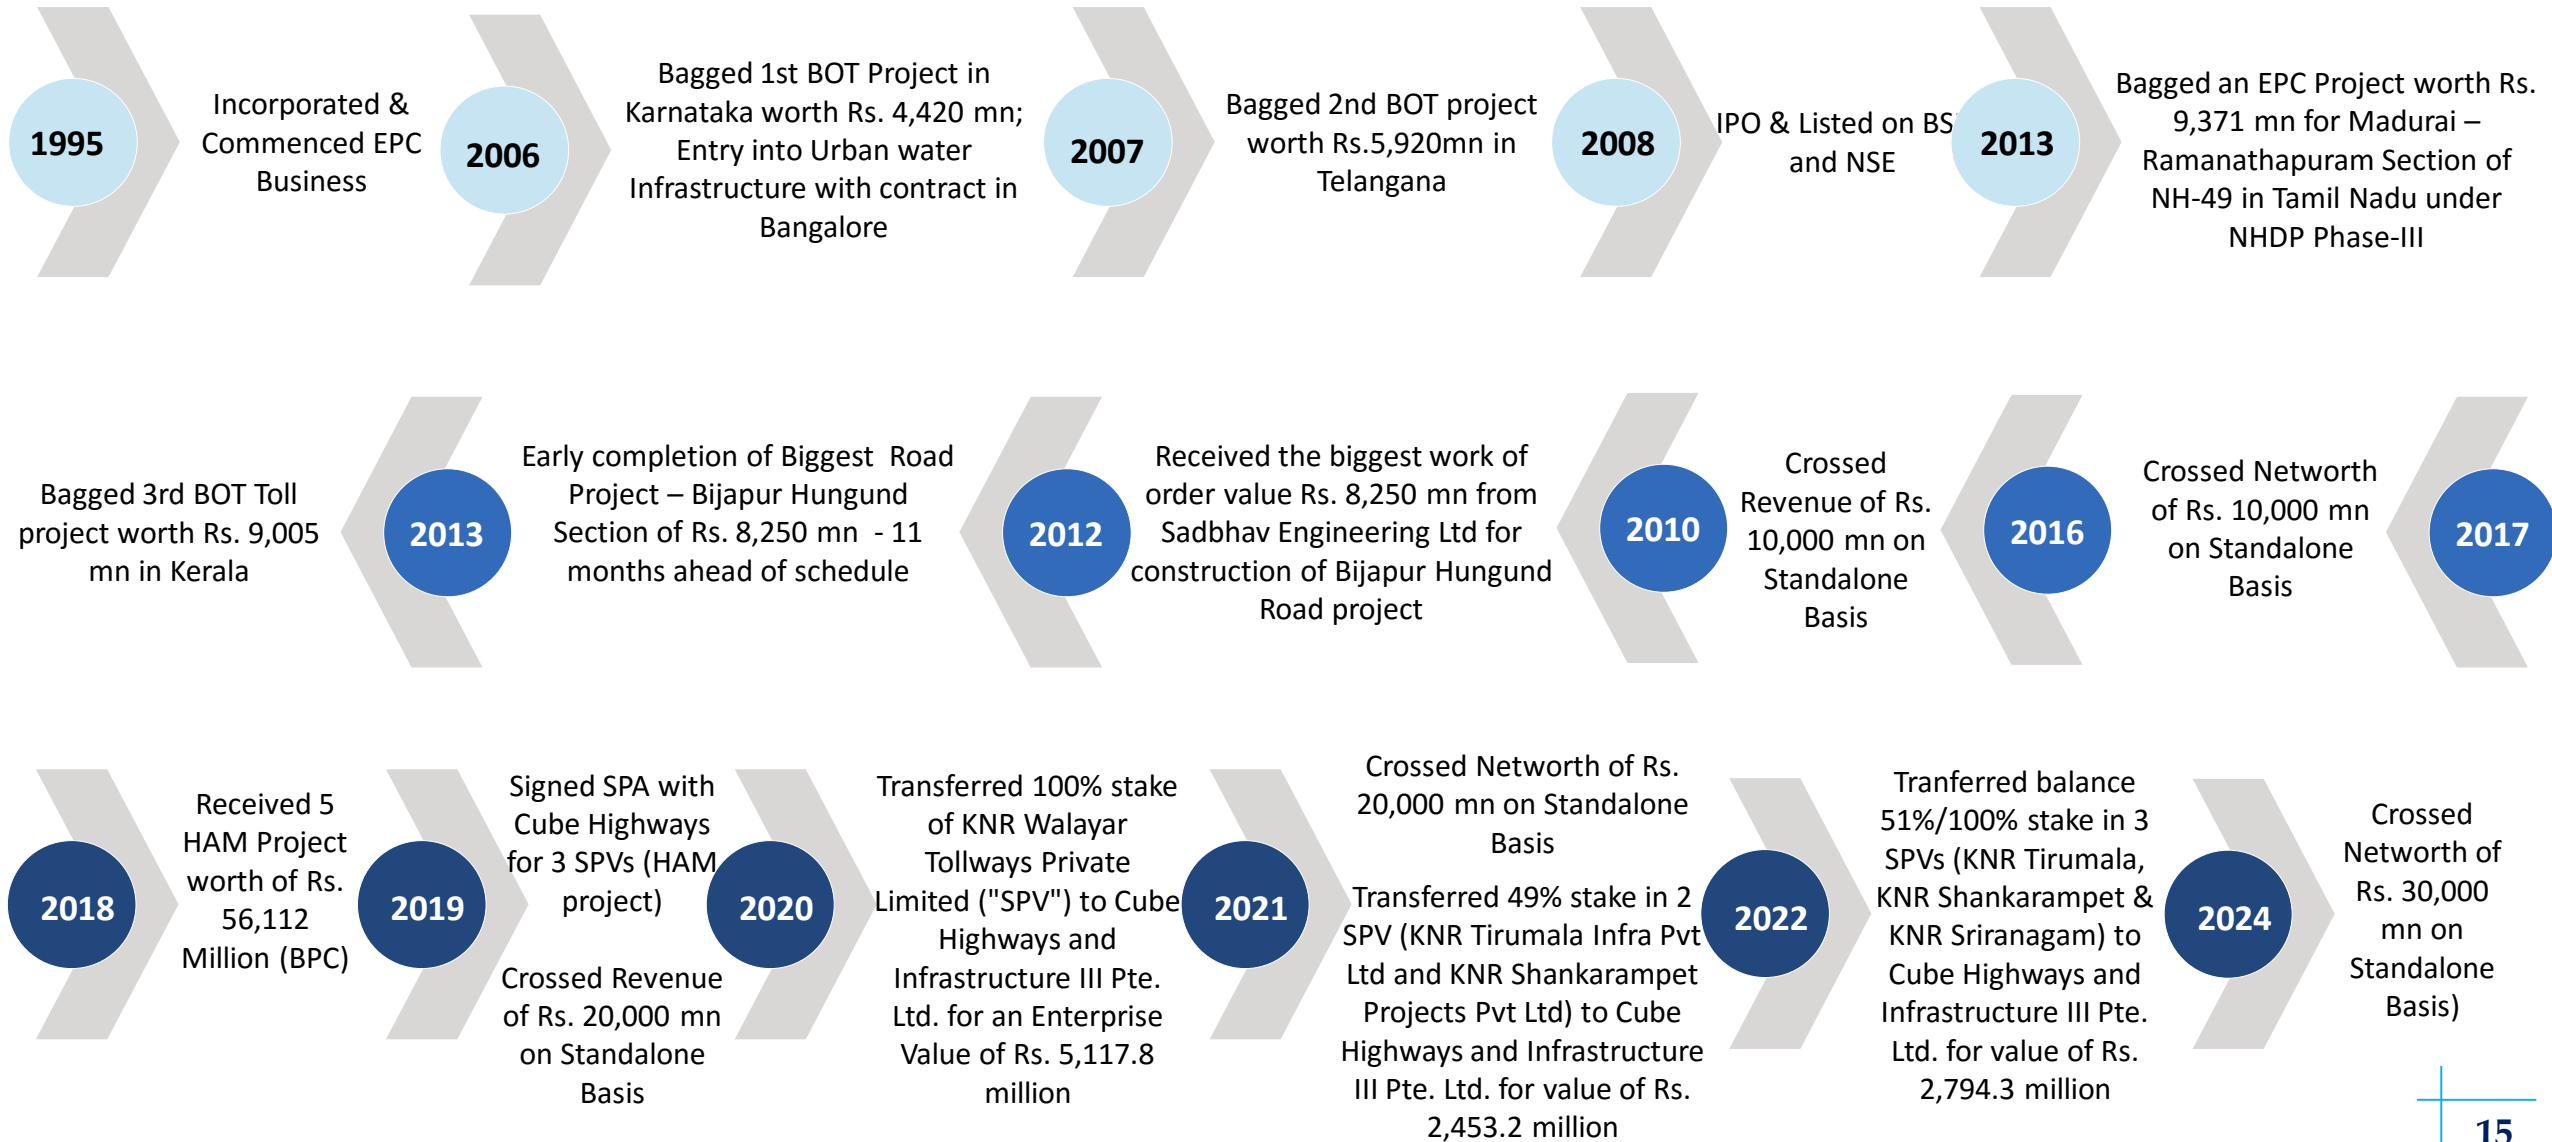 1995
Incorporated &
Commenced EPC
Business
2006
Bagged 1st BOT Project in
Karnataka worth Rs. 4,420 mn;
Entry into Urban water
Infrastructure with contract in
Bangalore
2007
Bagged 2nd BOT project
worth Rs.5,920mn in
Telangana
2008
IPO & Listed on BS
and NSE
2013
Bagged an EPC Project worth Rs.
9,371 mn for Madurai –
Ramanathapuram Section of
NH-49 in Tamil Nadu under
NHDP Phase-III
Bagged 3rd BOT Toll
project worth Rs. 9,005
mn in Kerala
2013
Early completion of Biggest Road
Project – Bijapur Hungund
Section of Rs. 8,250 mn - 11
months ahead of schedule
2012
Received the biggest work of
order value Rs. 8,250 mn from
Sadbhav Engineering Ltd for
construction of Bijapur Hungund
Road project
2010
Crossed
Revenue of Rs.
10,000 mn on
Standalone
Basis
2016
Crossed Networth
of Rs. 10,000 mn
on Standalone
Basis
2017
2018
Received 5
HAM Project
worth of Rs.
56,112
Million (BPC)
2019
Signed SPA with
Cube Highways
for 3 SPVs (HAM
project)
Crossed Revenue
of Rs. 20,000 mn
on Standalone
Basis
2020
Transferred 100% stake
of KNR Walayar
Tollways Private
Limited ("SPV") to Cube
Highways and
Infrastructure III Pte.
Ltd. for an Enterprise
Value of Rs. 5,117.8
million
2021
Crossed Networth of Rs.
20,000 mn on Standalone
Basis
Transferred 49% stake in 2
SPV (KNR Tirumala Infra Pvt
Ltd and KNR Shankarampet
Projects Pvt Ltd) to Cube
Highways and Infrastructure
III Pte. Ltd. for value of Rs.
2,453.2 million
2022
Tranferred balance
51%/100% stake in 3
SPVs (KNR Tirumala,
KNR Shankarampet &
KNR Sriranagam) to
Cube Highways and
Infrastructure III Pte.
Ltd. for value of Rs.
2,794.3 million
2024
Crossed
Networth of
Rs. 30,000
mn on
Standalone
Basis)
15